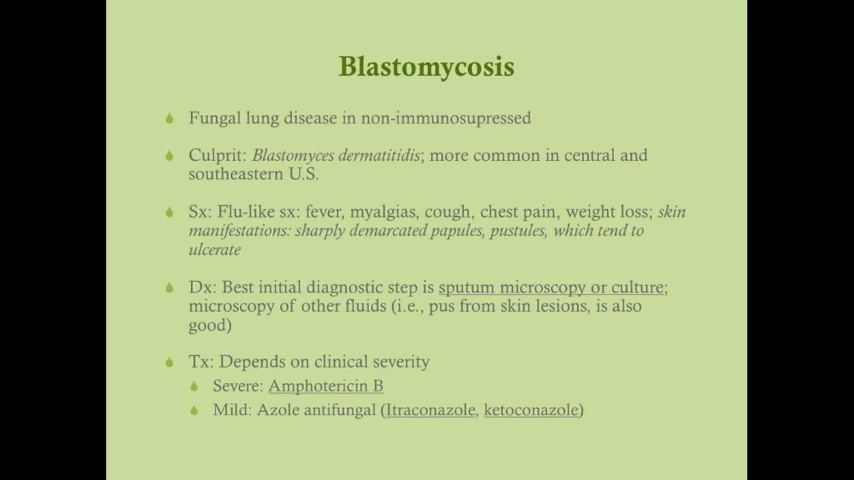 Blastomycosis
Fungal lung disease in non-immunosupressed
Culprit: Blastomyces dermatitidis; more common in central and
southeastern U.S.
Sx: Flu-like sx: fever, myalgias, cough, chest pain, weight loss; skin
manifestations: sharply demarcated papules, pustules, which tend to
ulcerate
Dx: Best initial diagnostic step is sputum microscopy or culture;
microscopy of other fluids (i.e., pus from skin lesions, is also
good)
Tx: Depends on clinical severity
Severe: Amphotericin B
Mild: Azole antifungal (Itraconazole, ketoconazole)